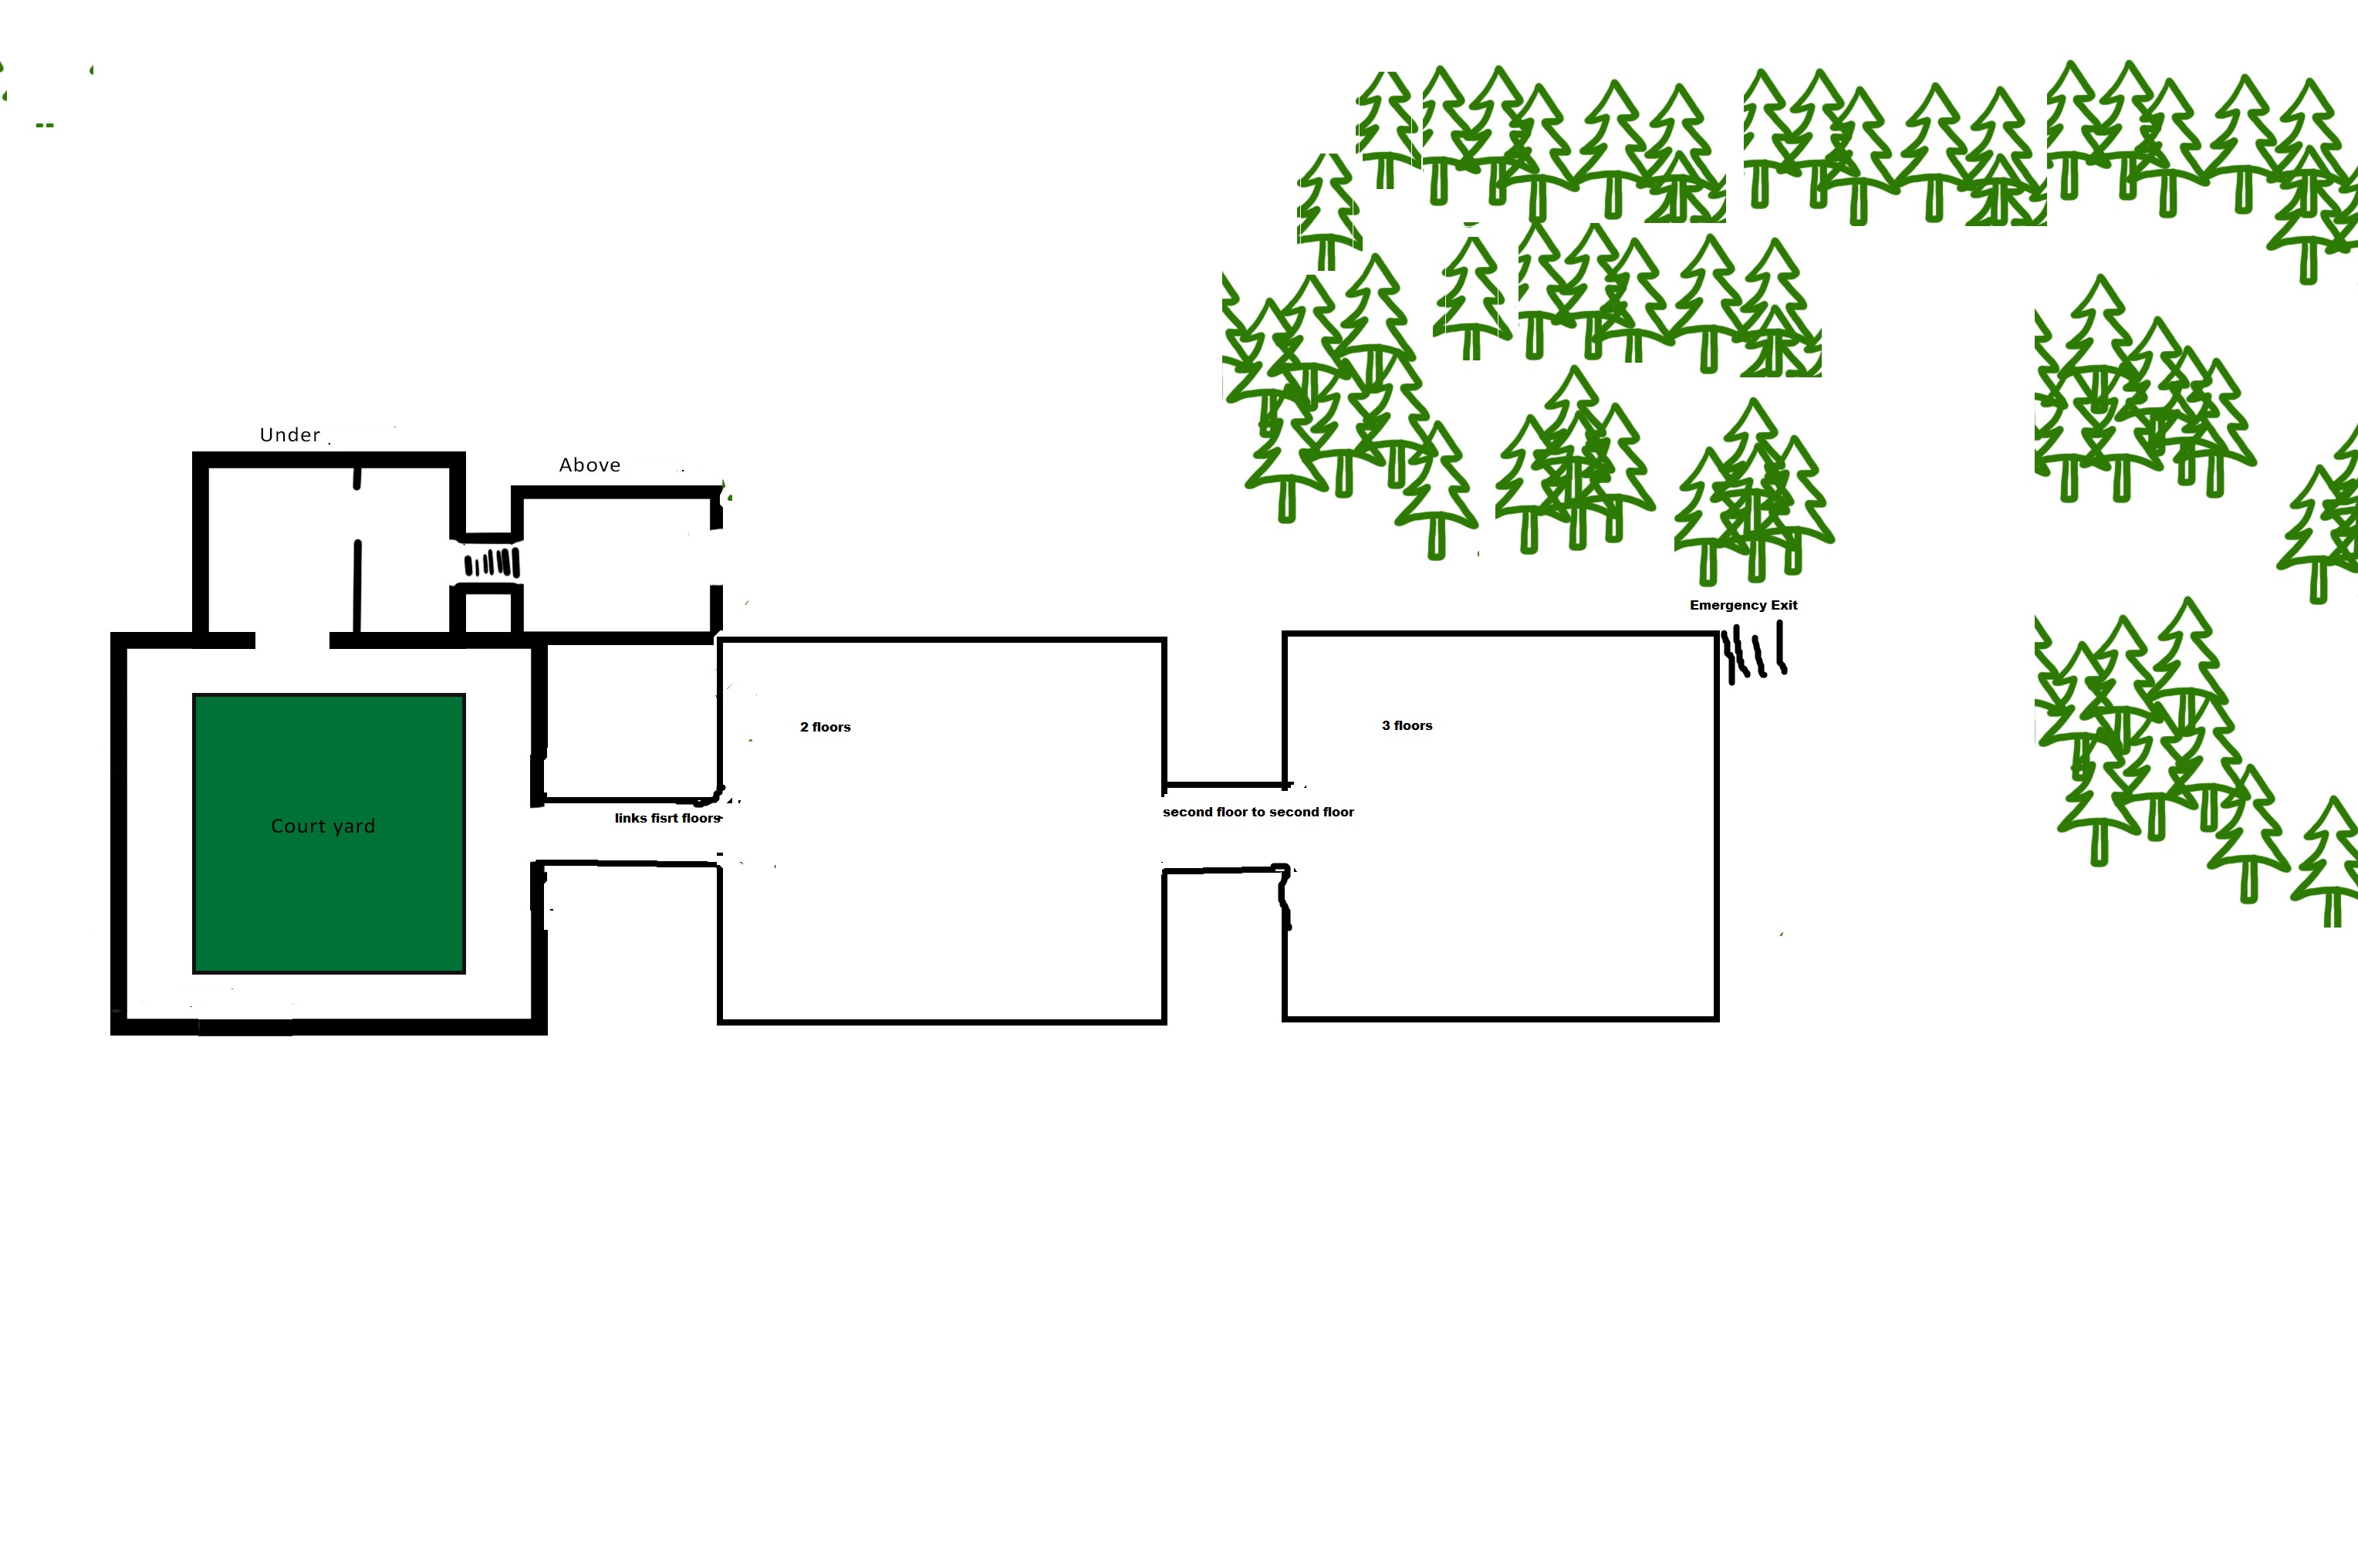 Under
Above
Emergency Exit
2 floors
3 floors
links fisrt floors
second floor to second floor
Court yard